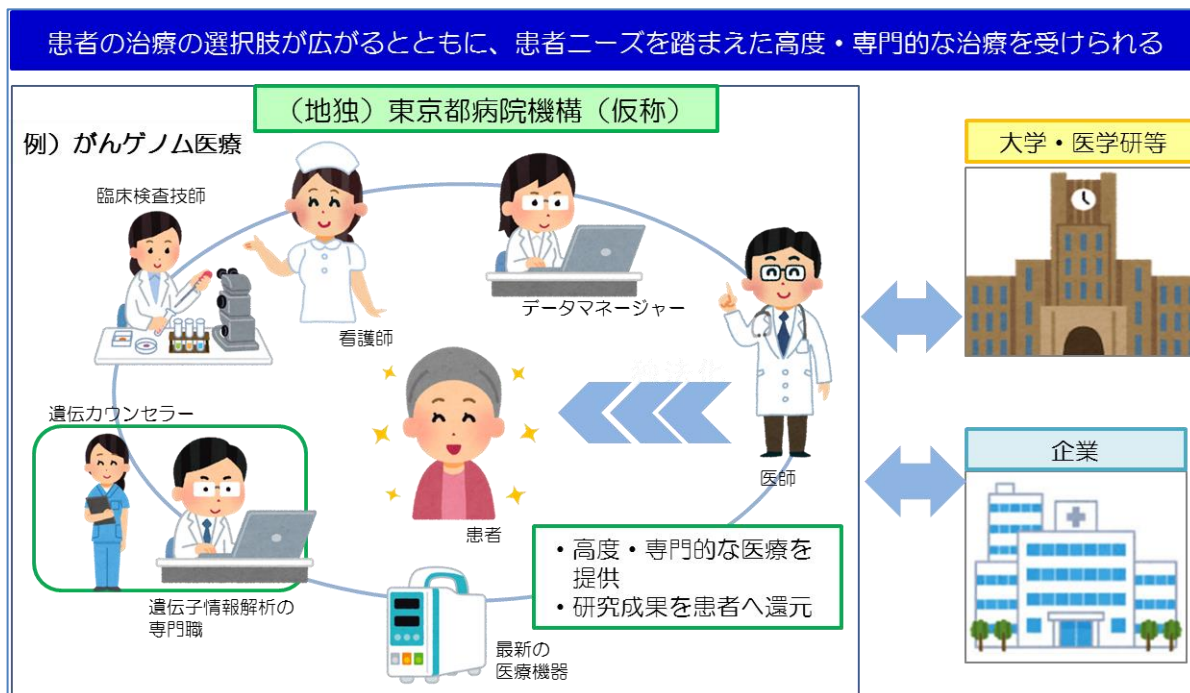 患者の治療の選択肢が広がるとともに、患者ニーズを踏まえた高度・専門的な治療を受けられる
（地独）東京都病院機構（仮称）
例）がんゲノム医療
臨床検査技師
看護師
データマネージャー
医師
遺伝カウンセラー
遺伝子情報解析の
専門職
患者
最新の
医療機器
・高度・専門的な医療を
提供
・研究成果を患者へ還元
大学・医学研等
企業